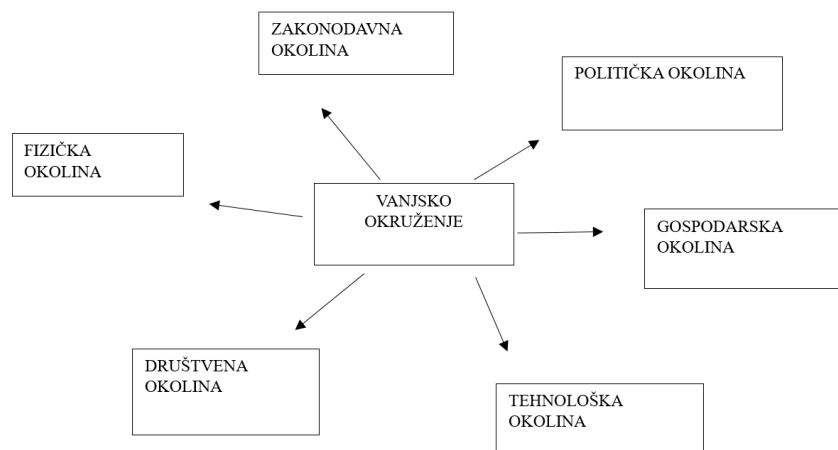 ZAKONODAVNA
OKOLINA
POLITIČKA OKOLINA
FIZIČKA
OKOLINA
VANJSKO
OKRUŽENJE
GOSPODARSKA
OKOLINA
DRUŠTVENA
OKOLINA
TEHNOLOŠKA
OKOLINA